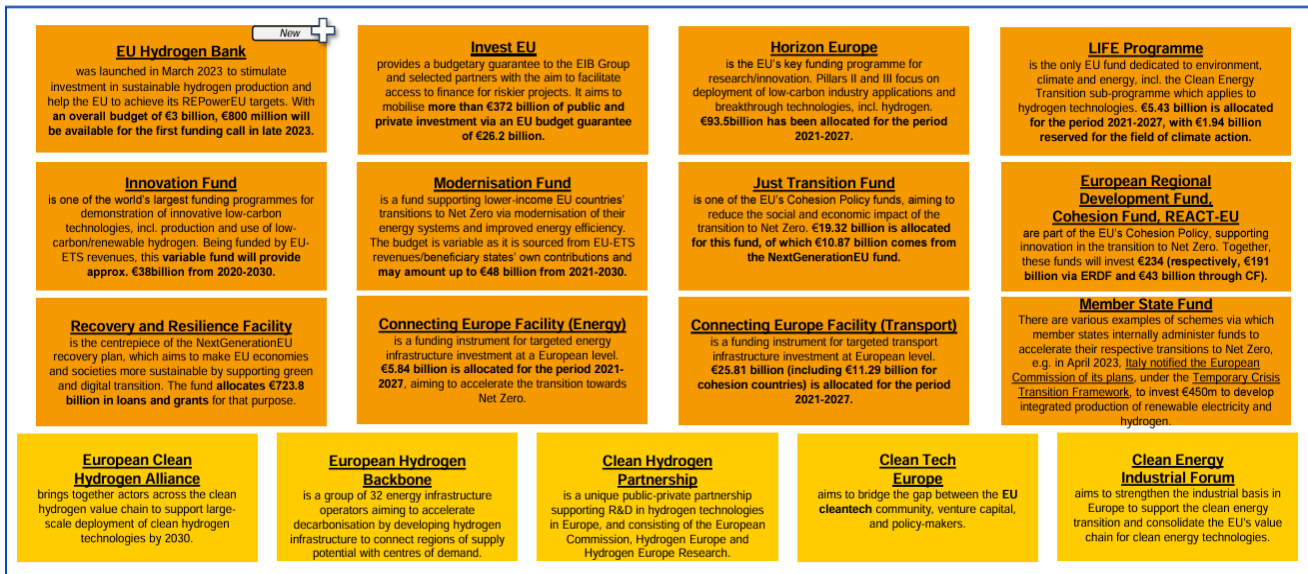 New
EU Hydrogen Bank
was launched in March 2023 to stimulate
investment in sustainable hydrogen production and
help the EU to achieve its REPowerEU targets. With
an overall budget of €3 billion, €800 million will
be available for the first funding call in late 2023.
Invest EU
provides a budgetary guarantee to the EIB Group
and selected partners with the aim to facilitate
access to finance for riskier projects. It aims to
mobilise more than €372 billion of public and
private investment via an EU budget guarantee
of €26.2 billion.
Horizon Europe
is the EU's key funding programme for
research/innovation. Pillars II and III focus on
deployment of low-carbon industry applications and
breakthrough technologies, incl. hydrogen.
€93.5billion has been allocated for the period
2021-2027.
LIFE Programme
is the only EU fund dedicated to environment,
climate and energy, incl. the Clean Energy
Transition sub-programme which applies to
hydrogen technologies. €5.43 billion is allocated
for the period 2021-2027, with €1.94 billion
reserved for the field of climate action.
Innovation Fund
is one of the world's largest funding programmes for
demonstration of innovative low-carbon
technologies, incl. production and use of low-
carbon/renewable hydrogen. Being funded by EU-
ETS revenues, this variable fund will provide
approx. €38billion from 2020-2030.
Modernisation Fund
is a fund supporting lower-income EU countries'
transitions to Net Zero via modernisation of their
energy systems and improved energy efficiency.
The budget is variable as it is sourced from EU-ETS
revenues/beneficiary states' own contributions and
may amount up to €48 billion from 2021-2030.
Just Transition Fund
is one of the EU's Cohesion Policy funds, aiming to
reduce the social and economic impact of the
transition to Net Zero. €19.32 billion is allocated
for this fund, of which €10.87 billion comes from
the NextGenerationEU fund.
European Regional
Development Fund,
Cohesion Fund, REACT-EU
are part of the EU's Cohesion Policy, supporting
innovation in the transition to Net Zero. Together,
these funds will invest €234 (respectively, €191
billion via ERDF and €43 billion through CF).
Recovery and Resilience Facility
is the centrepiece of the NextGenerationEU
recovery plan, which aims to make EU economies
and societies more sustainable by supporting green
and digital transition. The fund allocates €723.8
billion in loans and grants for that purpose.
Connecting Europe Facility (Energy)
is a funding instrument for targeted energy
infrastructure investment at a European level.
€5.84 billion is allocated for the period 2021-
2027, aiming to accelerate the transition towards
Net Zero.
Connecting Europe Facility (Transport)
is a funding instrument for targeted transport
infrastructure investment at European level.
€25.81 billion (including €11.29 billion for
cohesion countries) is allocated for the period
2021-2027.
Member State Fund
There are various examples of schemes via which
member states internally administer funds to
accelerate their respective transitions to Net Zero,
e.g. in April 2023, Italy notified the European
Commission of its plans, under the Temporary Crisis
Transition Framework, to invest €450m to develop
integrated production of renewable electricity and
hydrogen.
European Clean
Hydrogen Alliance
brings together actors across the clean
hydrogen value chain to support large-
scale deployment of clean hydrogen
technologies by 2030.
European Hydrogen
Backbone
is a group of 32 energy infrastructure
operators aiming to accelerate
decarbonisation by developing hydrogen
infrastructure to connect regions of supply
potential with centres of demand.
Clean Hydrogen
Partnership
is a unique public-private partnership
supporting R&D in hydrogen technologies
in Europe, and consisting of the European
Commission, Hydrogen Europe and
Hydrogen Europe Research.
Clean Tech
Europe
aims to bridge the gap between the EU
cleantech community, venture capital,
and policy-makers.
Clean Energy
Industrial Forum
aims to strengthen the industrial basis in
Europe to support the clean energy
transition and consolidate the EU's value
chain for clean energy technologies.